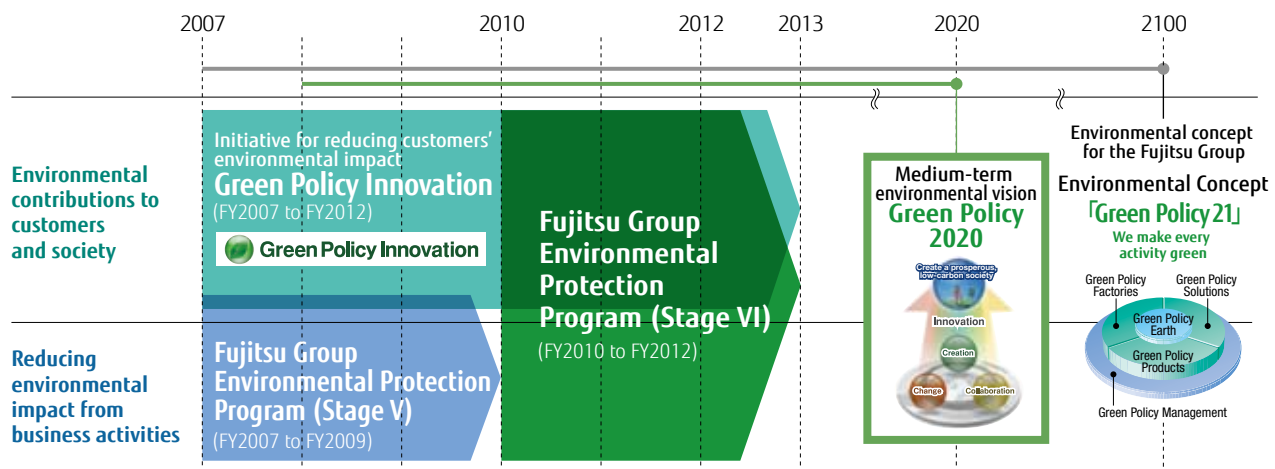 2007
2010
2012
2013
2020
2100
Environmental
contributions to
customers
and society
Initiative for reducing customers'
environmental impact
Green Policy Innovation
(FY2007 to FY2012)
Green Policy Innovation
Reducing
environmental
impact from
business activities
Fujitsu Group
Environmental Protection
Program (Stage V)
(FY2007 to FY2009)
Fujitsu Group
Environmental
Protection
Program (Stage VI)
(FY2010 to FY2012)
Medium-term
environmental vision
Green Policy
2020
Create a prosperous,
low-carbon society
Innovation
Creation
Change
Collaboration
Environmental concept
for the Fujitsu Group
Environmental Concept
「Green Policy 21」
We make every
activity green
Green Policy
Factories
Green Policy
Solutions
Green Policy
Earth
Green Policy
Products
Green Policy Management